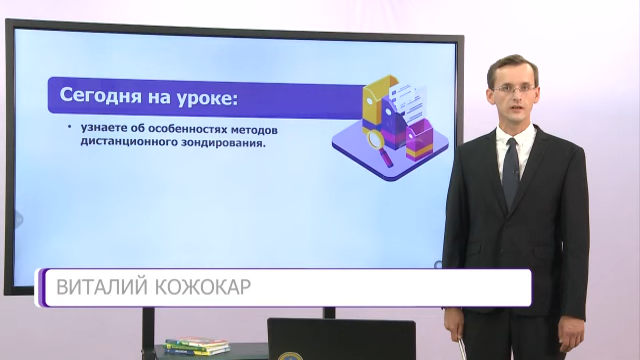 Сегодня на уроке:
• узнаете об особенностях методов
дистанционного зондирования.
ВИТАЛИЙ КОЖОКАР